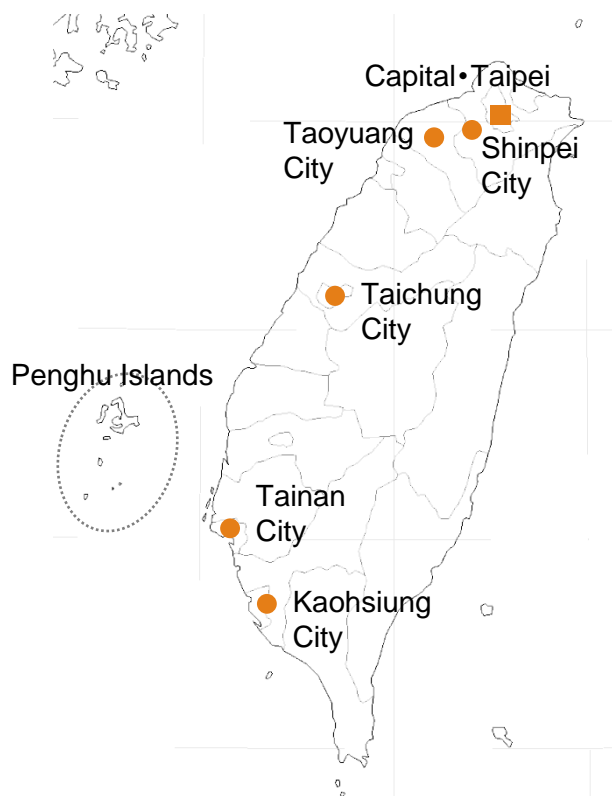 Capital・Taipei
Taoyuang
City
Shinpei
City
Taichung
City
Penghu Islands
Tainan
City
Kaohsiung
City